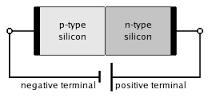 p-type n-type
silicon silicon
negative terminal positive terminal